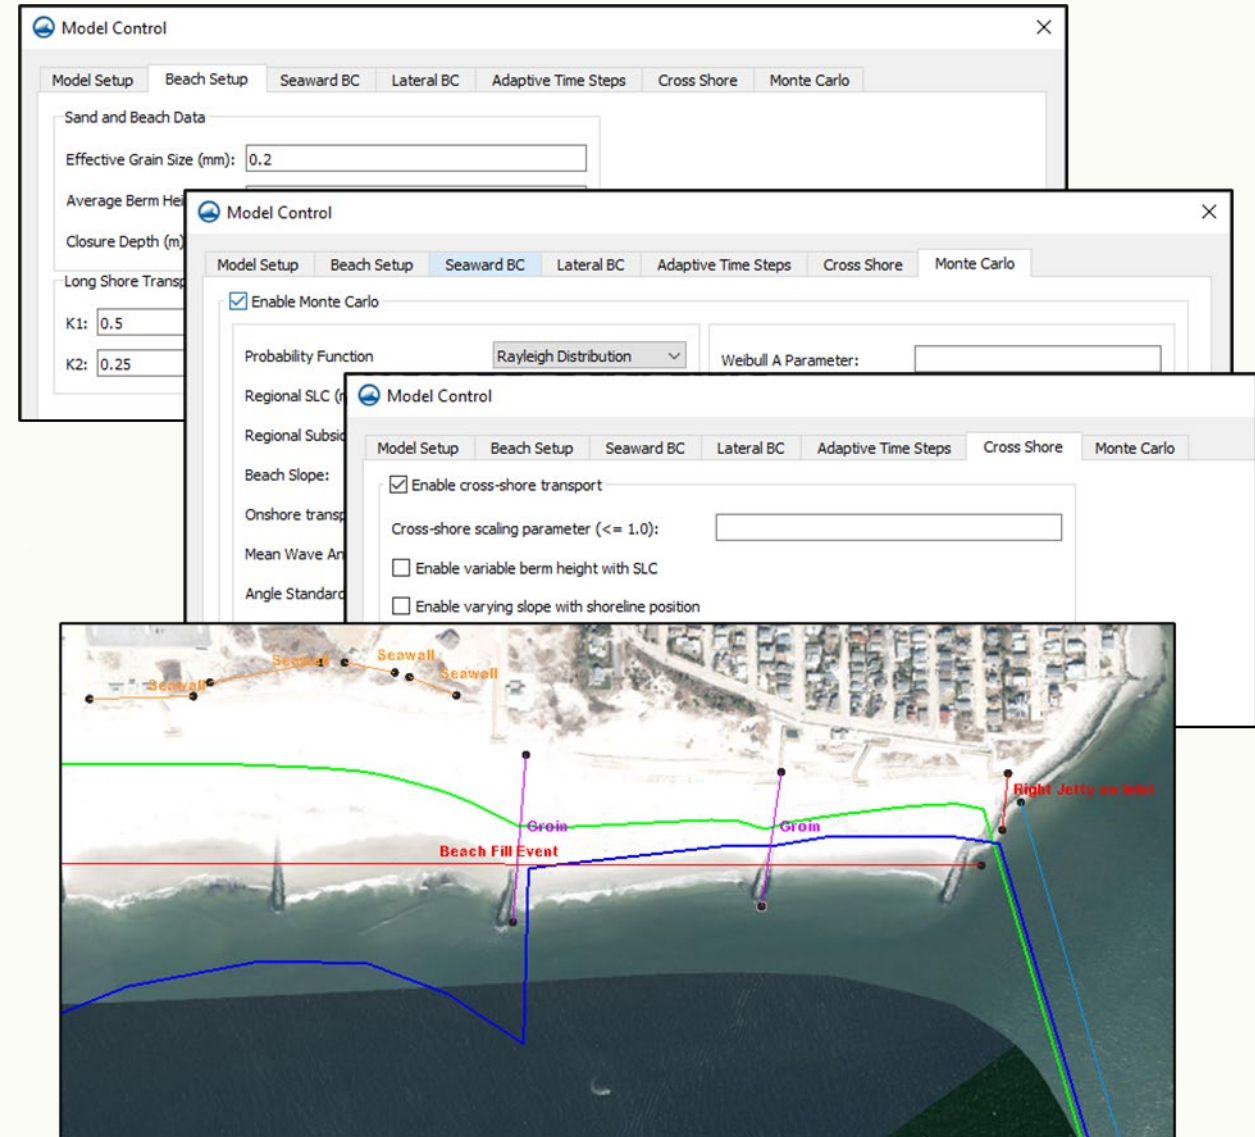 Model Control
Model Setup Beach Setup Seaward BC Lateral BC Adaptive Time Steps Cross Shore Monte Carlo
Sand and Beach Data
Effective Grain Size (mm): 0.2
Average Berm Hei
Closure Depth (m)
Long Shore Transp
K1: 0.5
K2: 0.25
Model Control
Model Setup Beach Setup Seaward BC Lateral BC Adaptive Time Steps Cross Shore Monte Carlo
Enable Monte Carlo
Probability Function Rayleigh Distribution Weibull A Parameter:
Regional SLC (
Regional Subsid
Beach Slope:
Onshore transp
Mean Wave An
Angle Standard
Model Control
Model Setup Beach Setup Seaward BC Lateral BC Adaptive Time Steps Cross Shore Monte Carlo
Enable cross-shore transport
Cross-shore scaling parameter (<= 1.0):
Enable variable berm height with SLC
Enable varying slope with shoreline position
Seawall
Seawall
Seawall
Seawall
Right Jetty on Inlet
Groin
Groin
Beach Fill Event